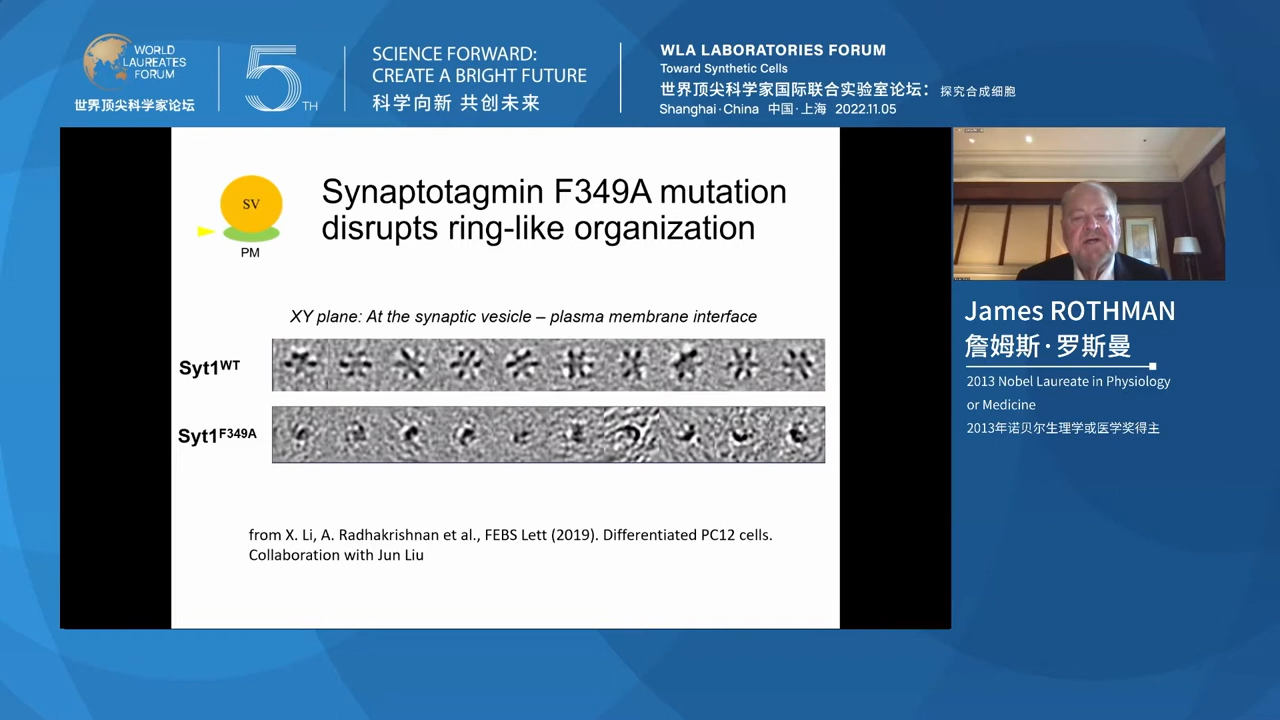 WORLD
LAUREATES
FORUM
世界顶尖科学家论坛
5TH
SCIENCE FORWARD:
CREATE A BRIGHT FUTURE
科学向新 共创未来
WLA LABORATORIES FORUM
Toward Synthetic Cells
世界顶尖科学家国际联合实验室论坛：探究合成细胞
Shanghai·China 中国·上海 2022.11.05
Synaptotagmin F349A mutation
disrupts ring-like organization
SV
PM
XY plane: At the synaptic vesicle – plasma membrane interface
Syt1WT
Syt1F349A
from X. Li, A. Radhakrishnan et al., FEBS Lett (2019). Differentiated PC12 cells.
Collaboration with Jun Liu
James ROTHMAN
詹姆斯·罗斯曼
2013 Nobel Laureate in Physiology
or Medicine
2013年诺贝尔生理学或医学奖得主